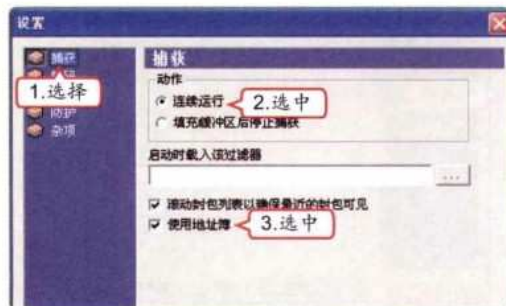 设置
捕获
1.选择
防护
杂项
捕获
动作
连续运行
2.选中
填充缓冲区后停止捕获
启动时载入该过滤器
...
滚动封包列表以确保最近的封包可见
使用地址簿
3.选中